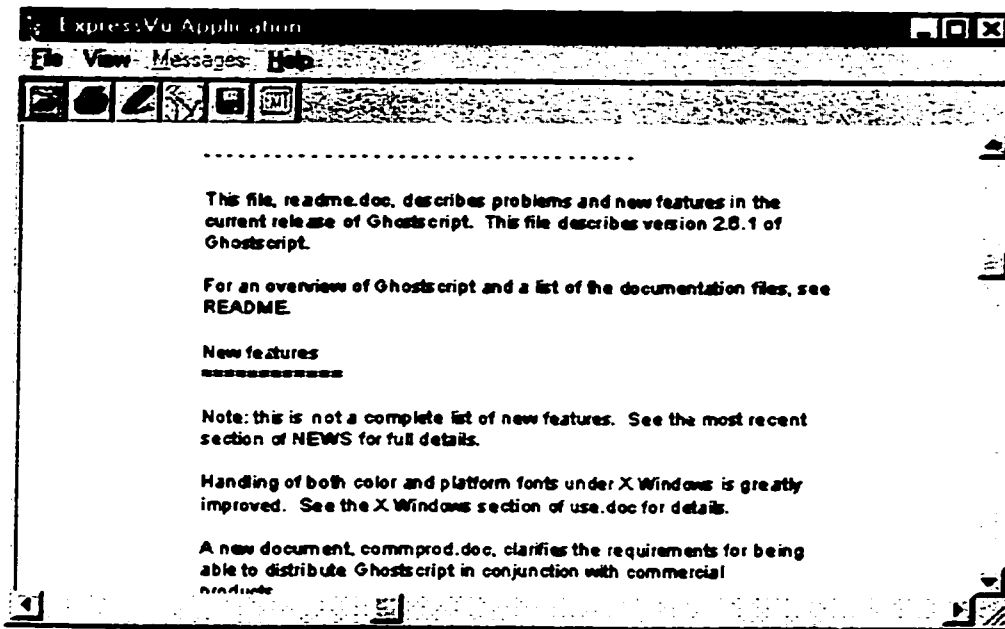 ExpressVu Application
File View Messages Help
- - - - - - - - - - - - - - - - - - - - - - - - - - - - - - - - - - - -
This file, readme.doc, describes problems and new features in the
current release of Ghostscript. This file describes version 2.6.1 of
Ghostscript.
For an overview of Ghostscript and a list of the documentation files, see
README.
New features
============
Note: this is not a complete list of new features. See the most recent
section of NEWS for full details.
Handling of both color and platform fonts under X Windows is greatly
improved. See the X Windows section of use.doc for details.
A new document, commprod.doc, clarifies the requirements for being
able to distribute Ghostscript in conjunction with commercial
products